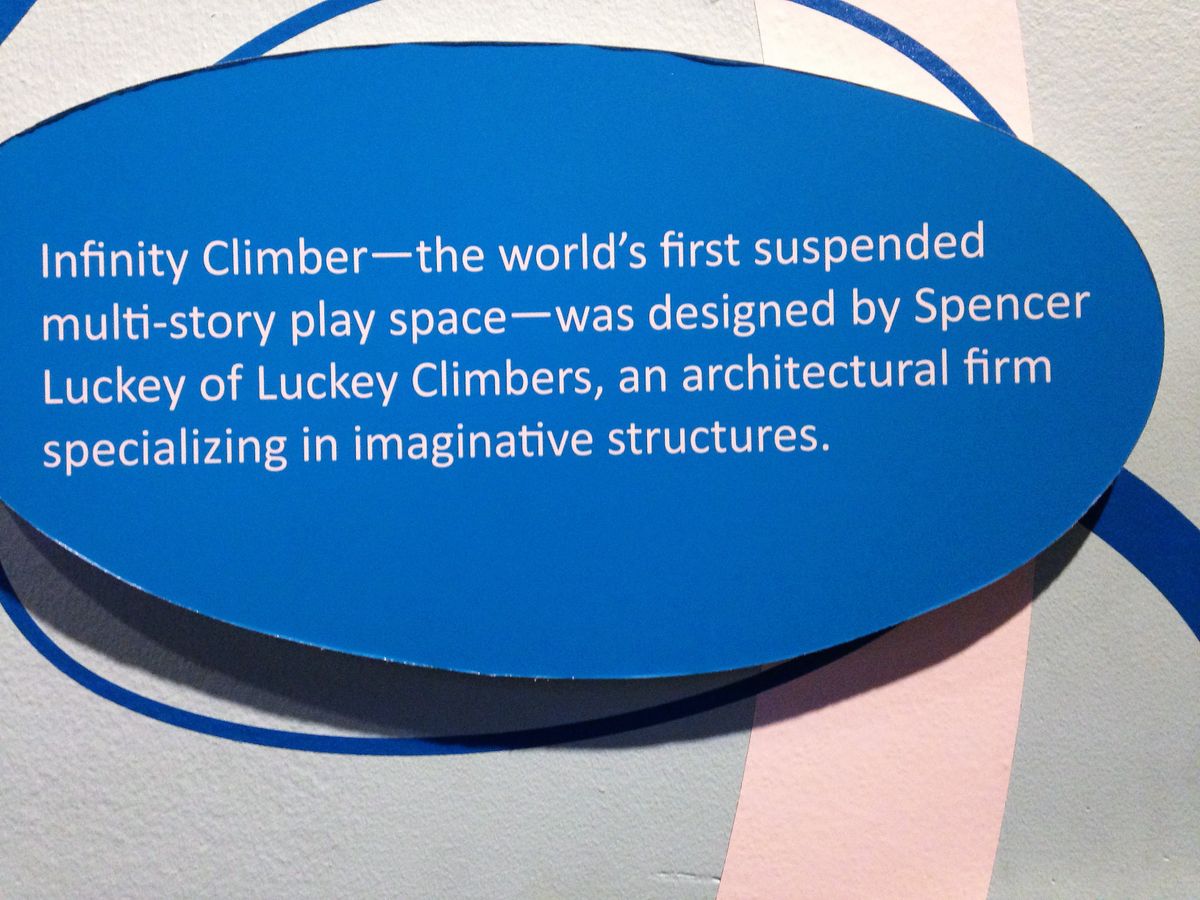 Infinity Climber—the world’s first suspended
multi-story play space—was designed by Spencer
Luckey of Luckey Climbers, an architectural firm
specializing in imaginative structures.